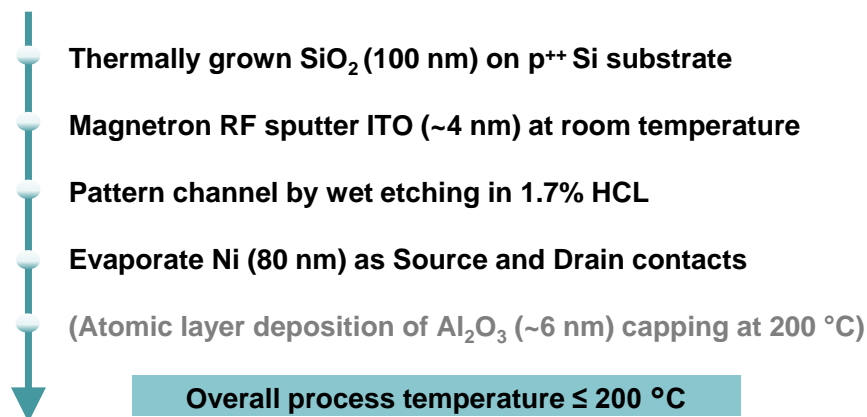 Thermally grown SiO₂ (100 nm) on p⁺⁺ Si substrate
Magnetron RF sputter ITO (~4 nm) at room temperature
Pattern channel by wet etching in 1.7% HCL
Evaporate Ni (80 nm) as Source and Drain contacts
(Atomic layer deposition of Al₂O₃ (~6 nm) capping at 200 °C)
Overall process temperature ≤ 200 °C